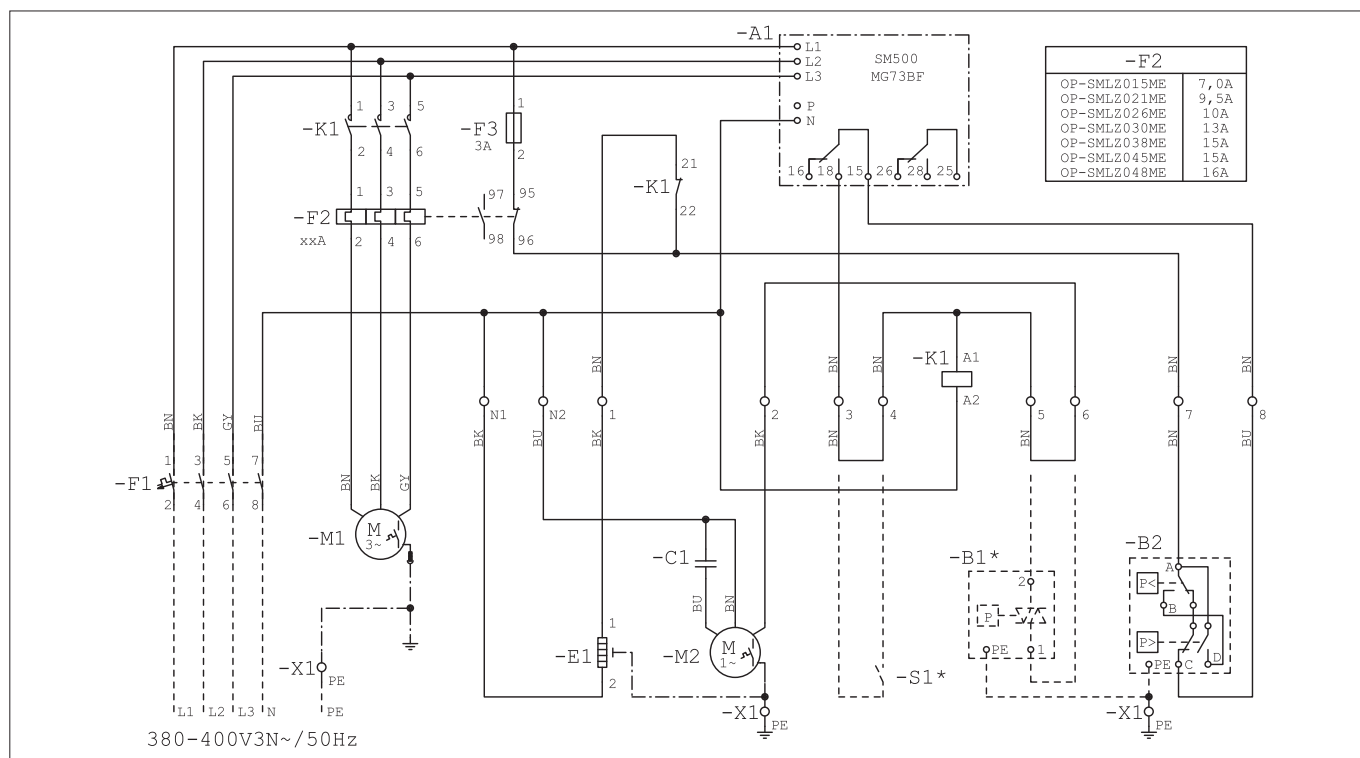 -A1
L1
L2
L3
P
N
SM500
MG73BF
16 18 15 26 28 25
-F2
OP-SMLZ015ME 7,0A
OP-SMLZ021ME 9,5A
OP-SMLZ026ME 10A
OP-SMLZ030ME 13A
OP-SMLZ038ME 15A
OP-SMLZ045ME 15A
OP-SMLZ048ME 16A
1 3 5
-K1
2 4 6
1
-F3
3A
2
21
-K1
22
1 3 5
-F2
xxA
2 4 6
97 95
98 96
BN BN BN
-K1 A1
A2
BN BN
N1 N2 1 2 3 4 5 6 7 8
BN BK GY BU
BK BU BK BK BN BN BN BU
1 3 5 7
-F1
2 4 6 8
BN BK GY
-M1
M
3~
-C1
BU BN
-M2
M
1~
-E1
1
2
-B1*
2
P
PE 1
-S1*
-B2
A
P<
B
P>
PE C D
-X1
PE
-X1
PE
-X1
PE
L1 L2 L3 N PE
380-400V3N~/50Hz